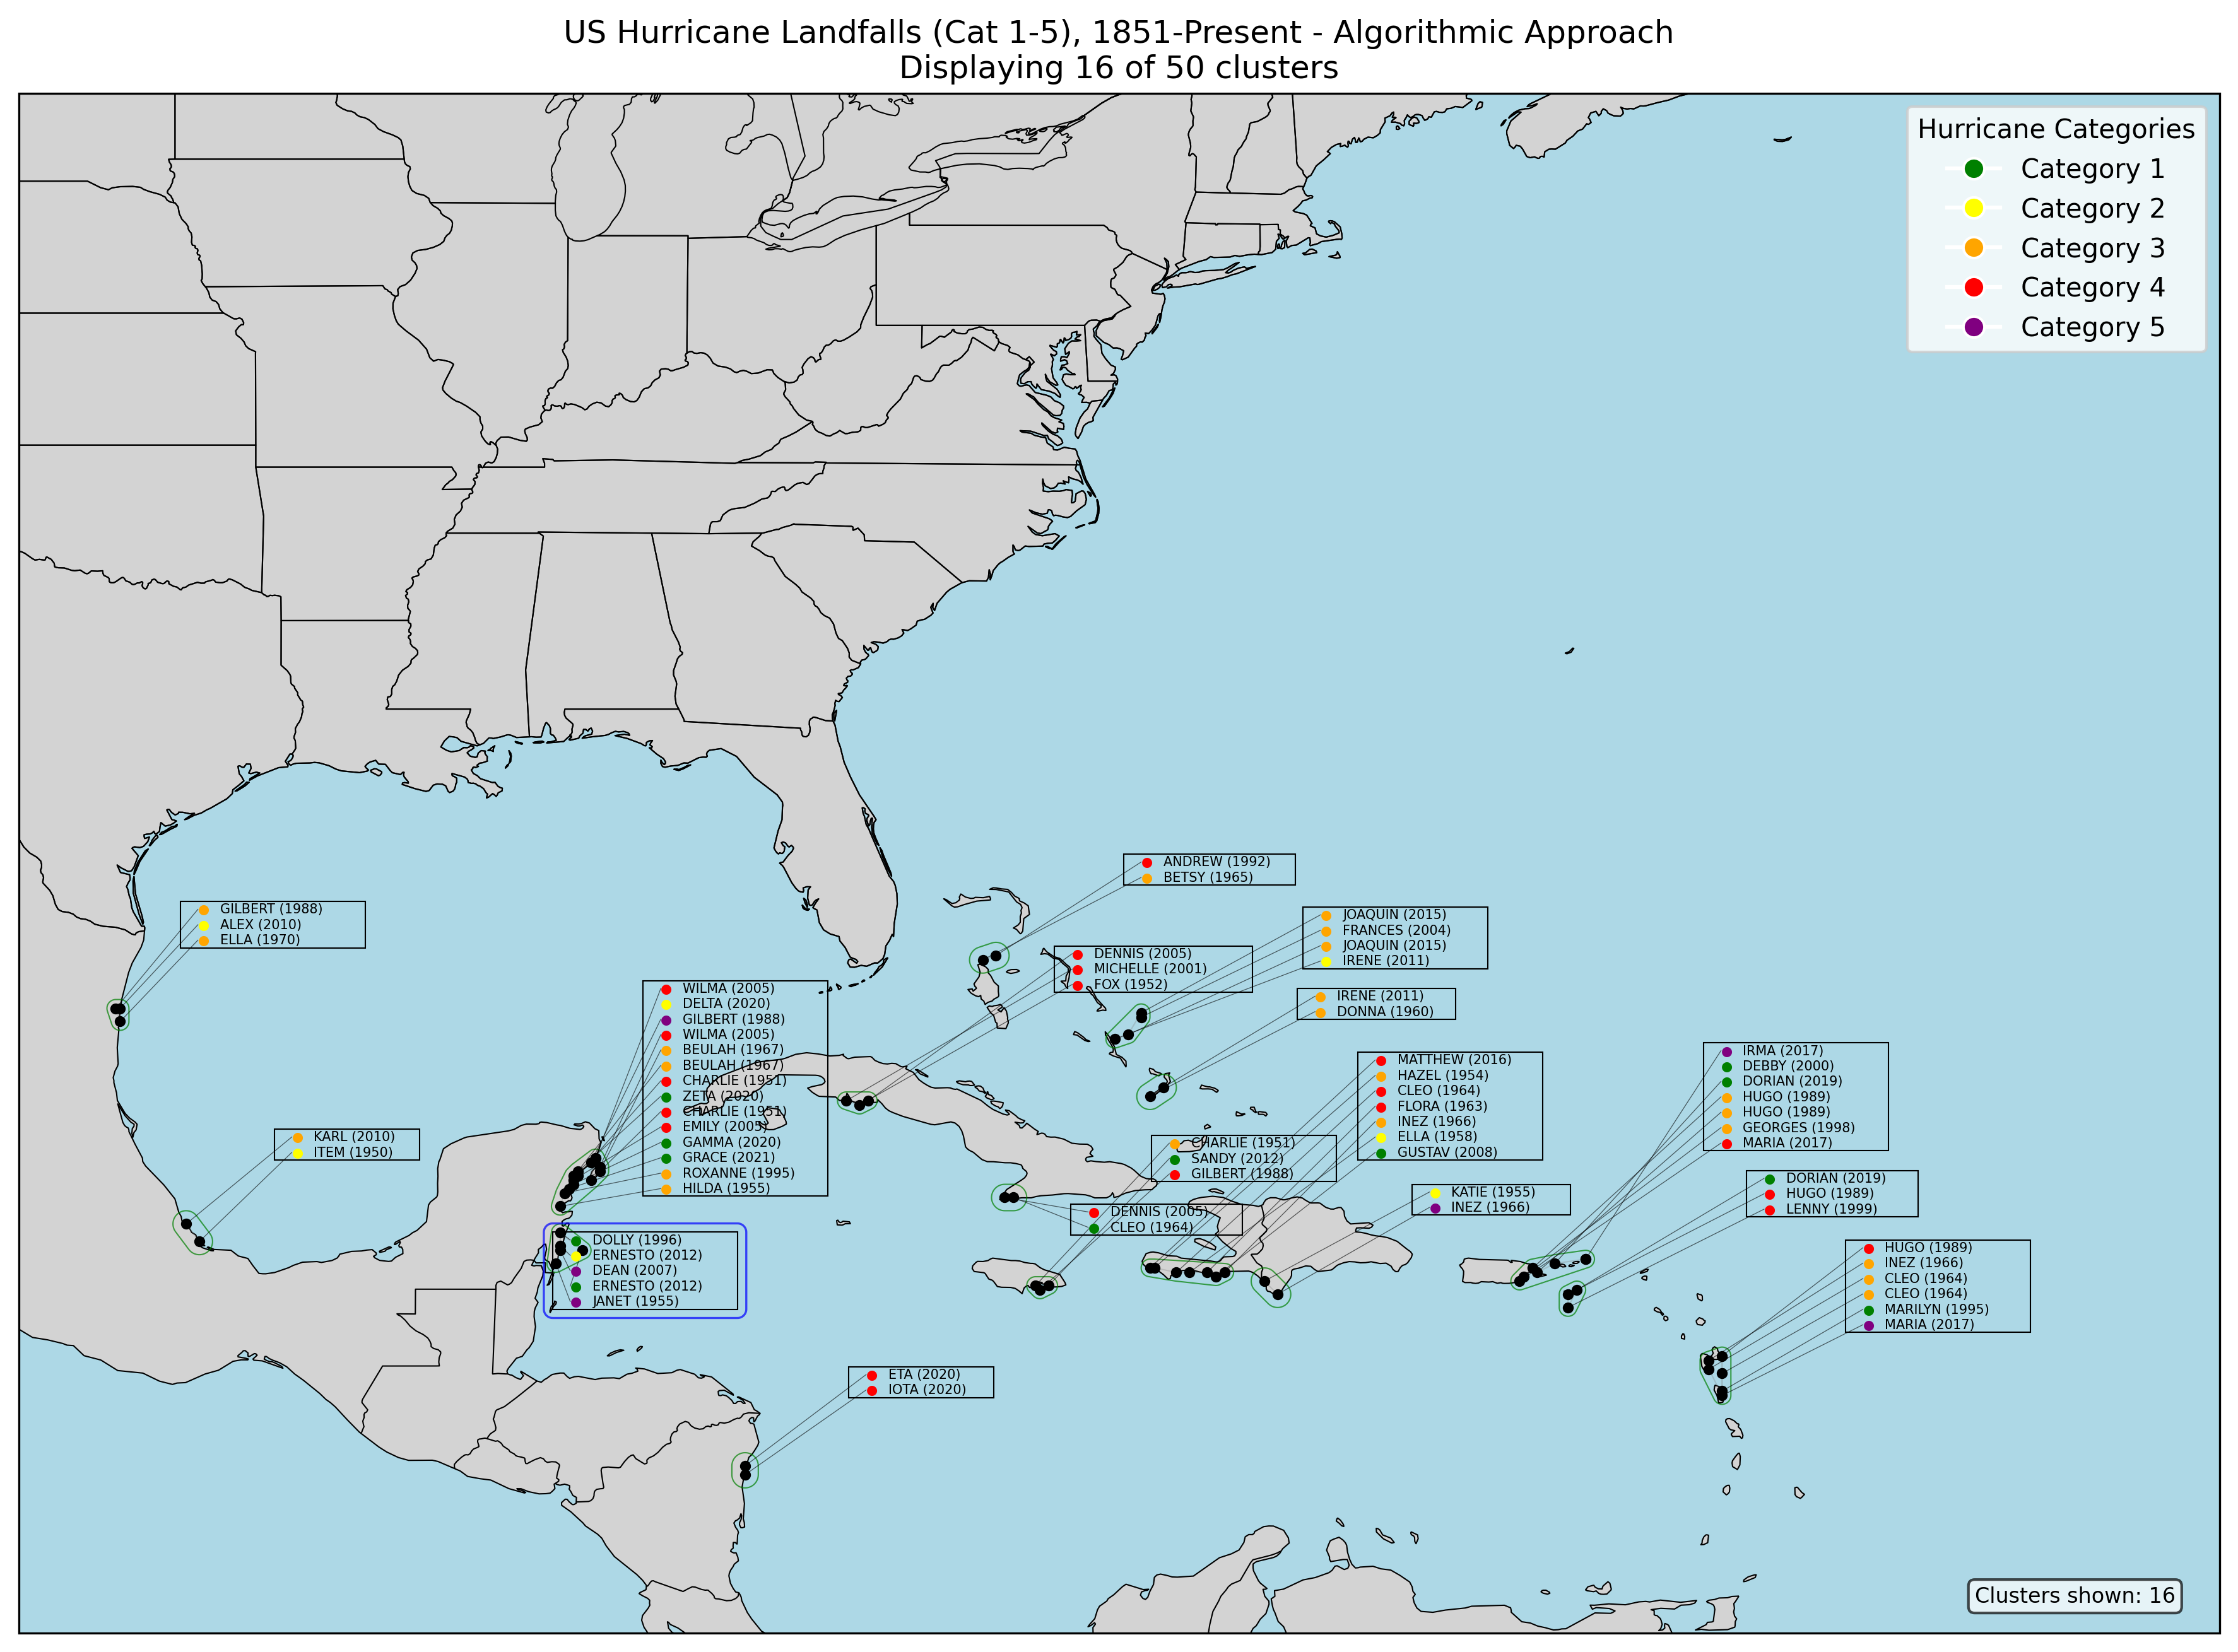 US Hurricane Landfalls (Cat 1-5), 1851-Present - Algorithmic Approach
Displaying 16 of 50 clusters
Hurricane Categories
Category 1
Category 2
Category 3
Category 4
Category 5
ANDREW (1992)
BETSY (1965)
GILBERT (1988)
ALEX (2010)
ELLA (1970)
JOAQUIN (2015)
FRANCES (2004)
JOAQUIN (2015)
IRENE (2011)
DENNIS (2005)
MICHELLE (2001)
FOX (1952)
WILMA (2005)
DELTA (2020)
GILBERT (1988)
WILMA (2005)
BEULAH (1967)
BEULAH (1967)
CHARLIE (1951)
ZETA (2020)
CHARLIE (1951)
EMILY (2005)
GAMMA (2020)
GRACE (2021)
ROXANNE (1995)
HILDA (1955)
IRENE (2011)
DONNA (1960)
MATTHEW (2016)
HAZEL (1954)
CLEO (1964)
FLORA (1963)
INEZ (1966)
ELLA (1958)
GUSTAV (2008)
IRMA (2017)
DEBBY (2000)
DORIAN (2019)
HUGO (1989)
HUGO (1989)
GEORGES (1998)
MARIA (2017)
KARL (2010)
ITEM (1950)
CHARLIE (1951)
SANDY (2012)
GILBERT (1988)
DORIAN (2019)
HUGO (1989)
LENNY (1999)
KATIE (1955)
INEZ (1966)
DENNIS (2005)
CLEO (1964)
DOLLY (1996)
ERNESTO (2012)
DEAN (2007)
ERNESTO (2012)
JANET (1955)
HUGO (1989)
INEZ (1966)
CLEO (1964)
CLEO (1964)
MARILYN (1995)
MARIA (2017)
ETA (2020)
IOTA (2020)
Clusters shown: 16